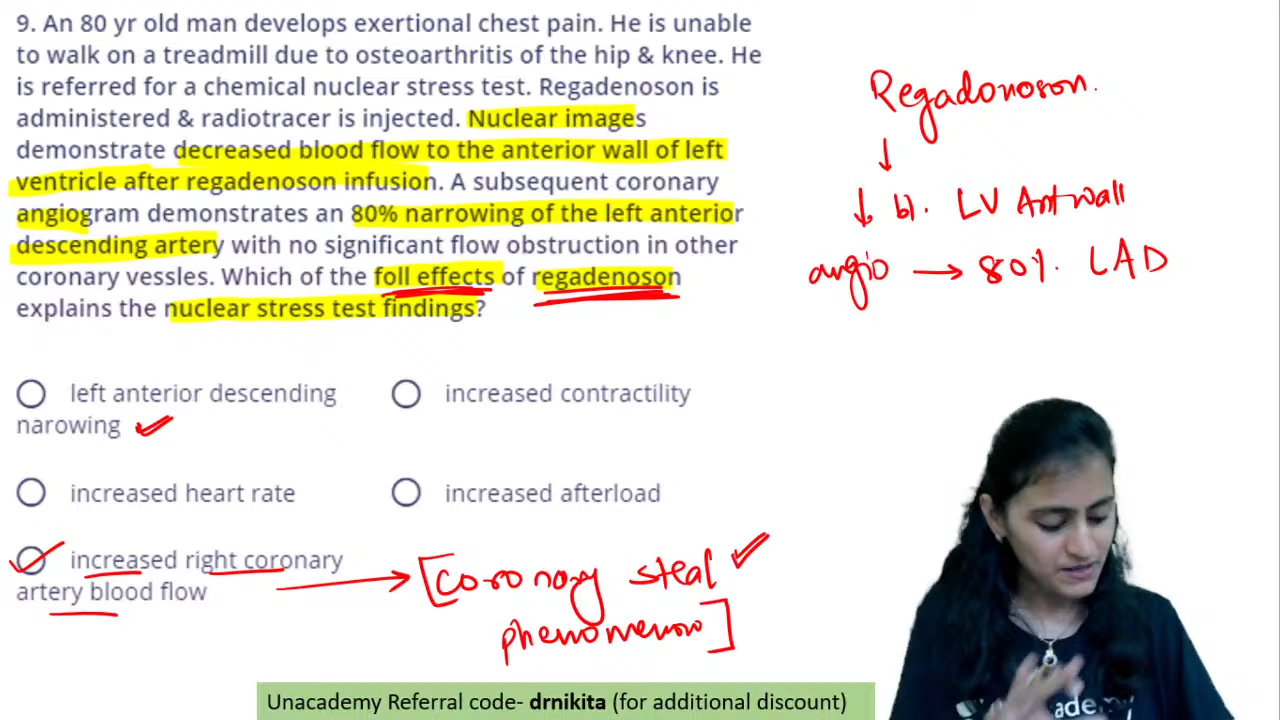 9. An 80 yr old man develops exertional chest pain. He is unable
to walk on a treadmill due to osteoarthritis of the hip & knee. He
is referred for a chemical nuclear stress test. Regadenoson is
administered & radiotracer is injected. Nuclear images
demonstrate decreased blood flow to the anterior wall of left
ventricle after regadenoson infusion. A subsequent coronary
angiogram demonstrates an 80% narrowing of the left anterior
descending artery with no significant flow obstruction in other
coronary vessles. Which of the foll effects of regadenoson
explains the nuclear stress test findings?
Regadonoson.
↓
↓ bl. LV Ant wall
angio → 80%. LAD
left anterior descending
narowing
increased contractility
increased heart rate
increased afterload
increased right coronary
artery blood flow
[coronary steal
phenomenon]
Unacademy Referral code- drnikita (for additional discount)